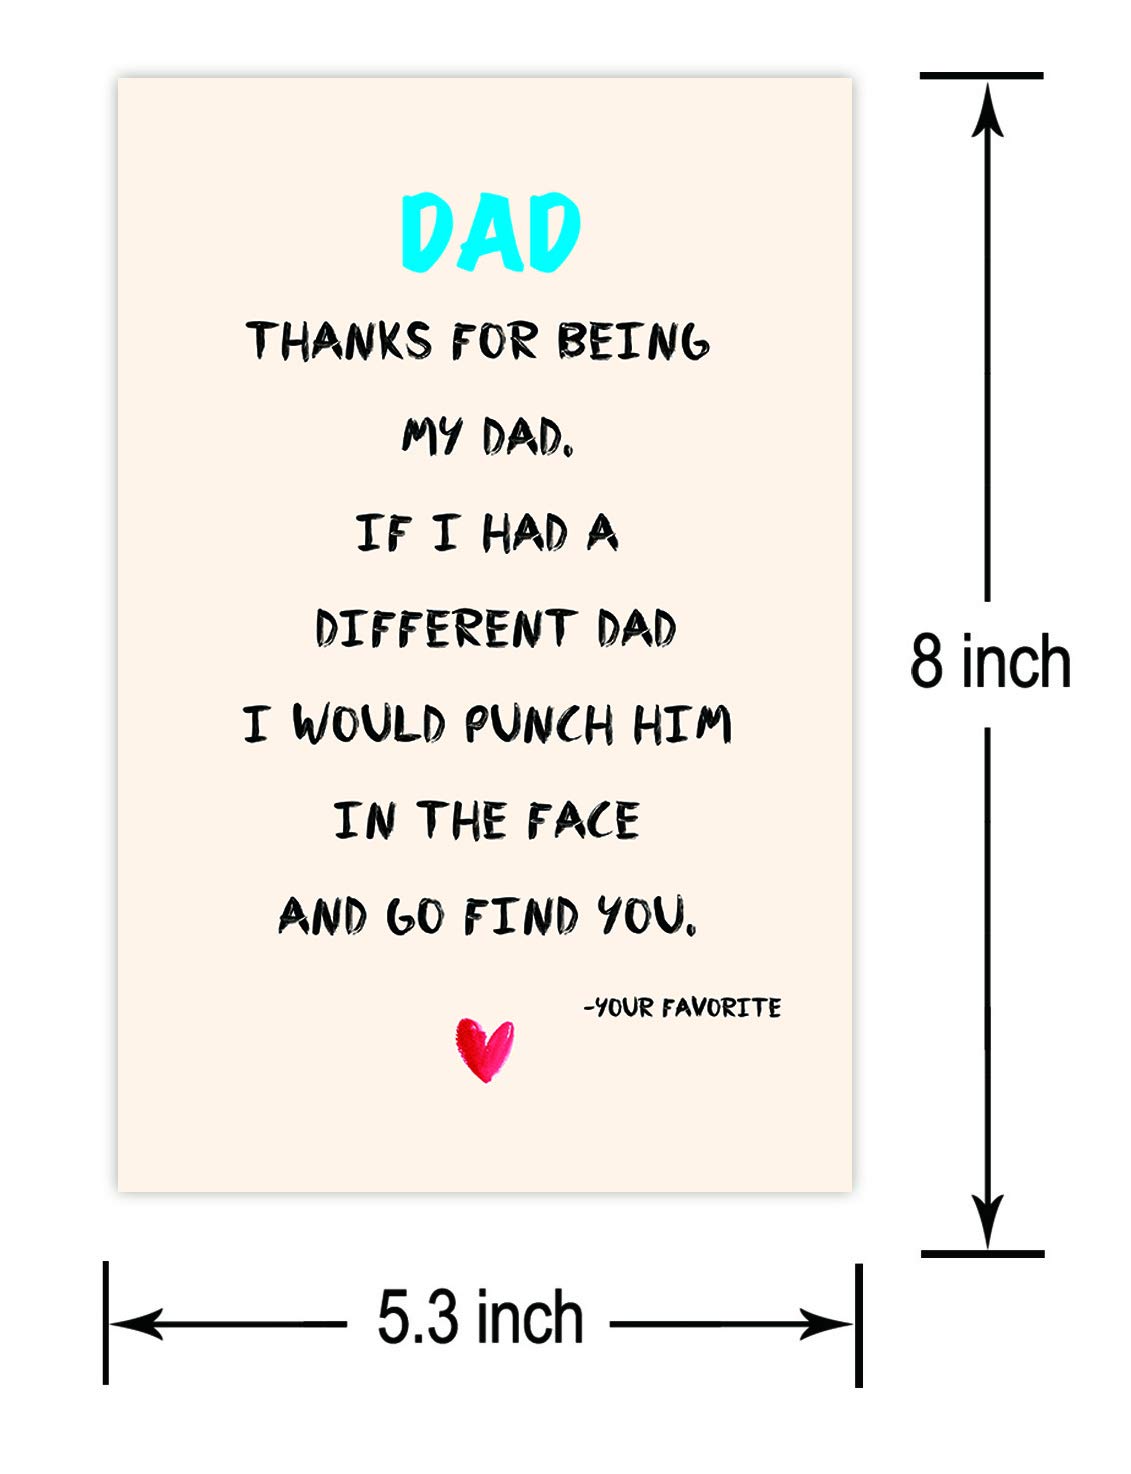 DAD
THANKS FOR BEING
MY DAD.
IF I HAD A
DIFFERENT DAD
I WOULD PUNCH HIM
IN THE FACE
AND GO FIND YOU.
-YOUR FAVORITE
8 inch
5.3 inch